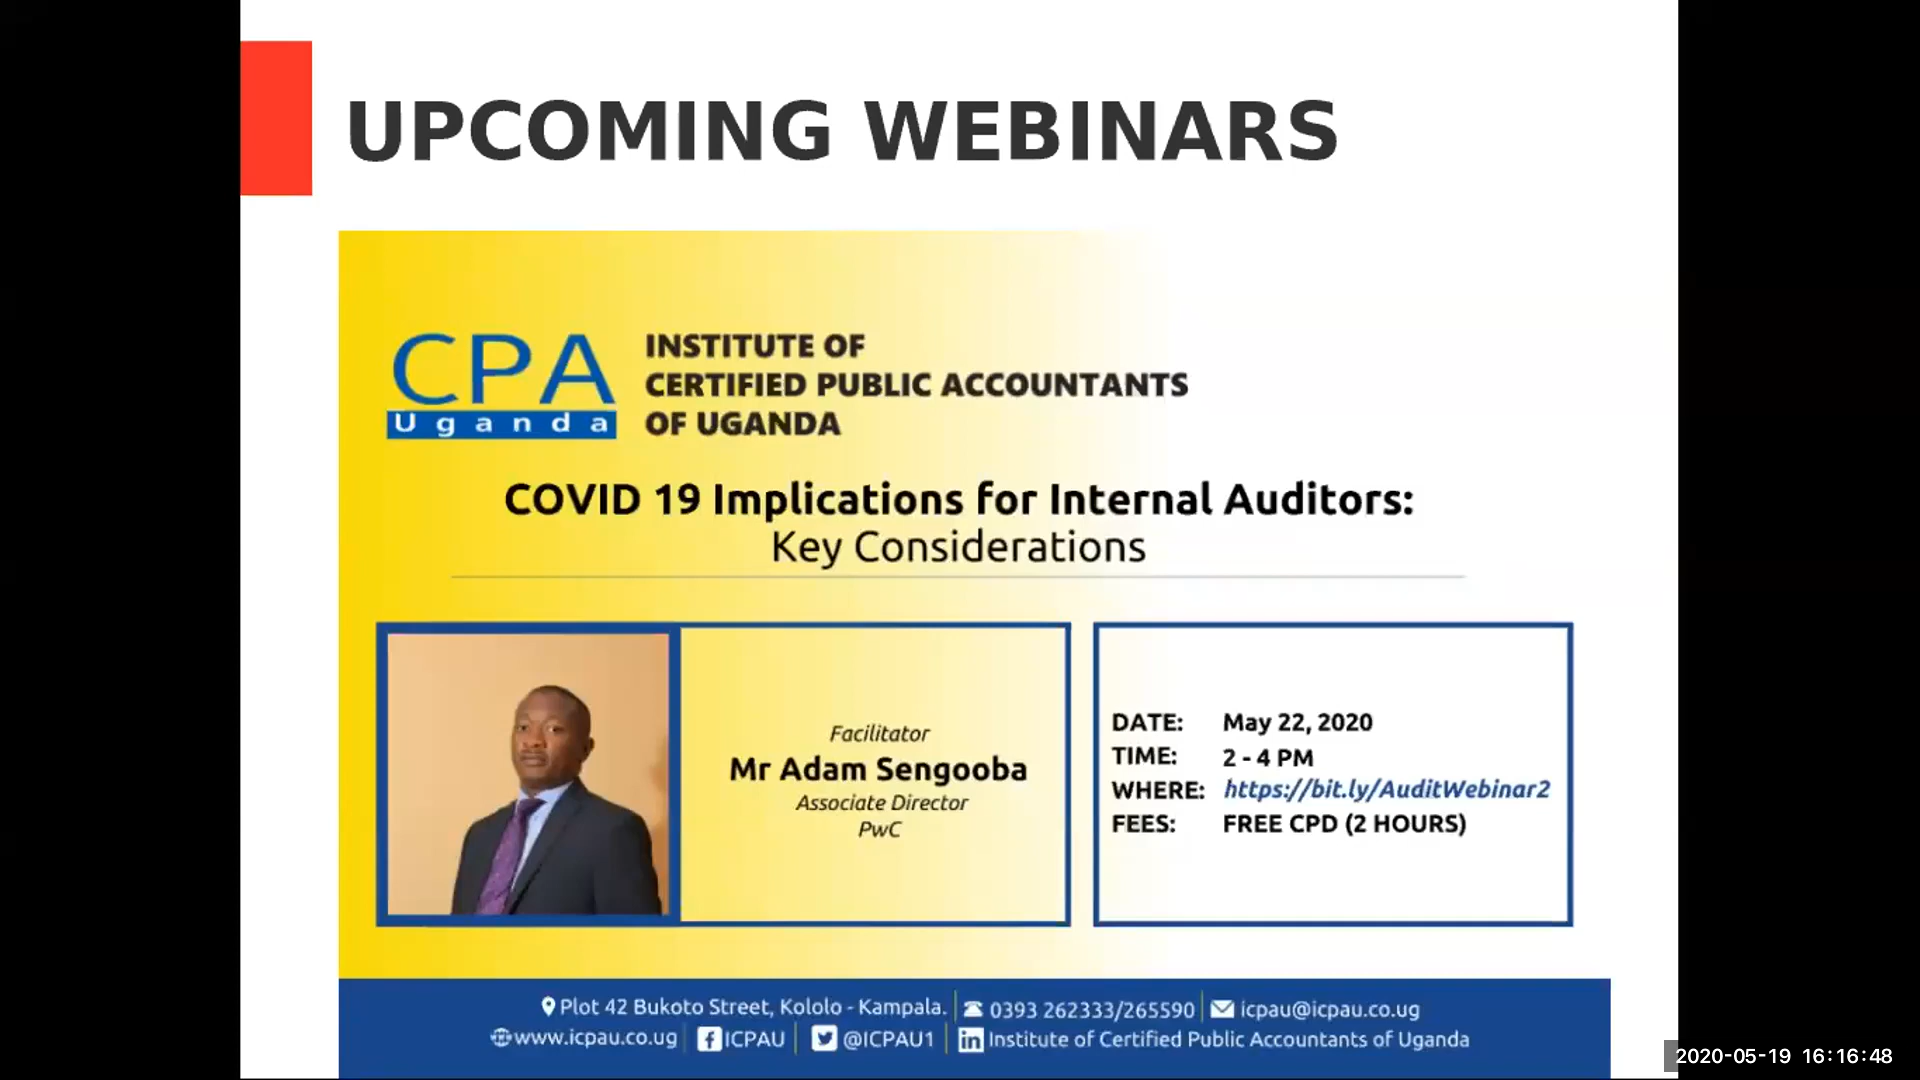 UPCOMING WEBINARS
CPA
Uganda
INSTITUTE OF
CERTIFIED PUBLIC ACCOUNTANTS
OF UGANDA
COVID 19 Implications for Internal Auditors:
Key Considerations
Facilitator
Mr Adam Sengooba
Associate Director
PwC
DATE: May 22, 2020
TIME: 2 - 4 PM
WHERE: https://bit.ly/AuditWebinar2
FEES: FREE CPD (2 HOURS)
Plot 42 Bukoto Street, Kololo - Kampala. 0393 262333/265590 icpau@icpau.co.ug
www.icpau.co.ug ICPAU @ICPAU1 Institute of Certified Public Accountants of Uganda
2020-05-19 16:16:48